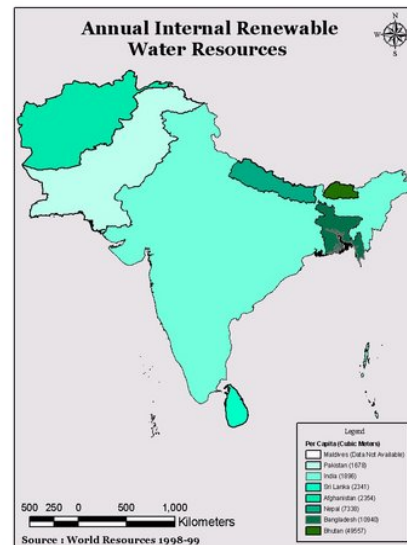 Annual Internal Renewable
Water Resources
N
W
E
S
Legend
Per Capita (Cubic Meters)
Maldives (Data Not Available)
Pakistan (1678)
India (1896)
Sri Lanka (2341)
Afghanistan (2354)
Nepal (7338)
Bangladesh (10940)
Bhutan (49557)
500 250 0 500 1,000
Kilometers
Source : World Resources 1998-99